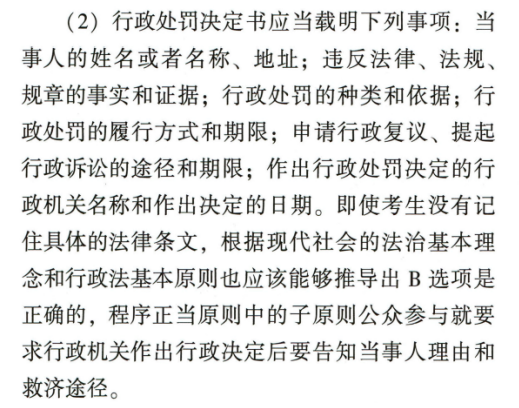 （2）行政处罚决定书应当载明下列事项：当
事人的姓名或者名称、地址；违反法律、法规、
规章的事实和证据；行政处罚的种类和依据；行
政处罚的履行方式和期限；申请行政复议、提起
行政诉讼的途径和期限；作出行政处罚决定的行
政机关名称和作出决定的日期。即使考生没有记
住具体的法律条文，根据现代社会的法治基本理
念和行政法基本原则也应该能够推导出 B 选项是
正确的，程序正当原则中的子原则公众参与就要
求行政机关作出行政决定后要告知当事人理由和
救济途径。